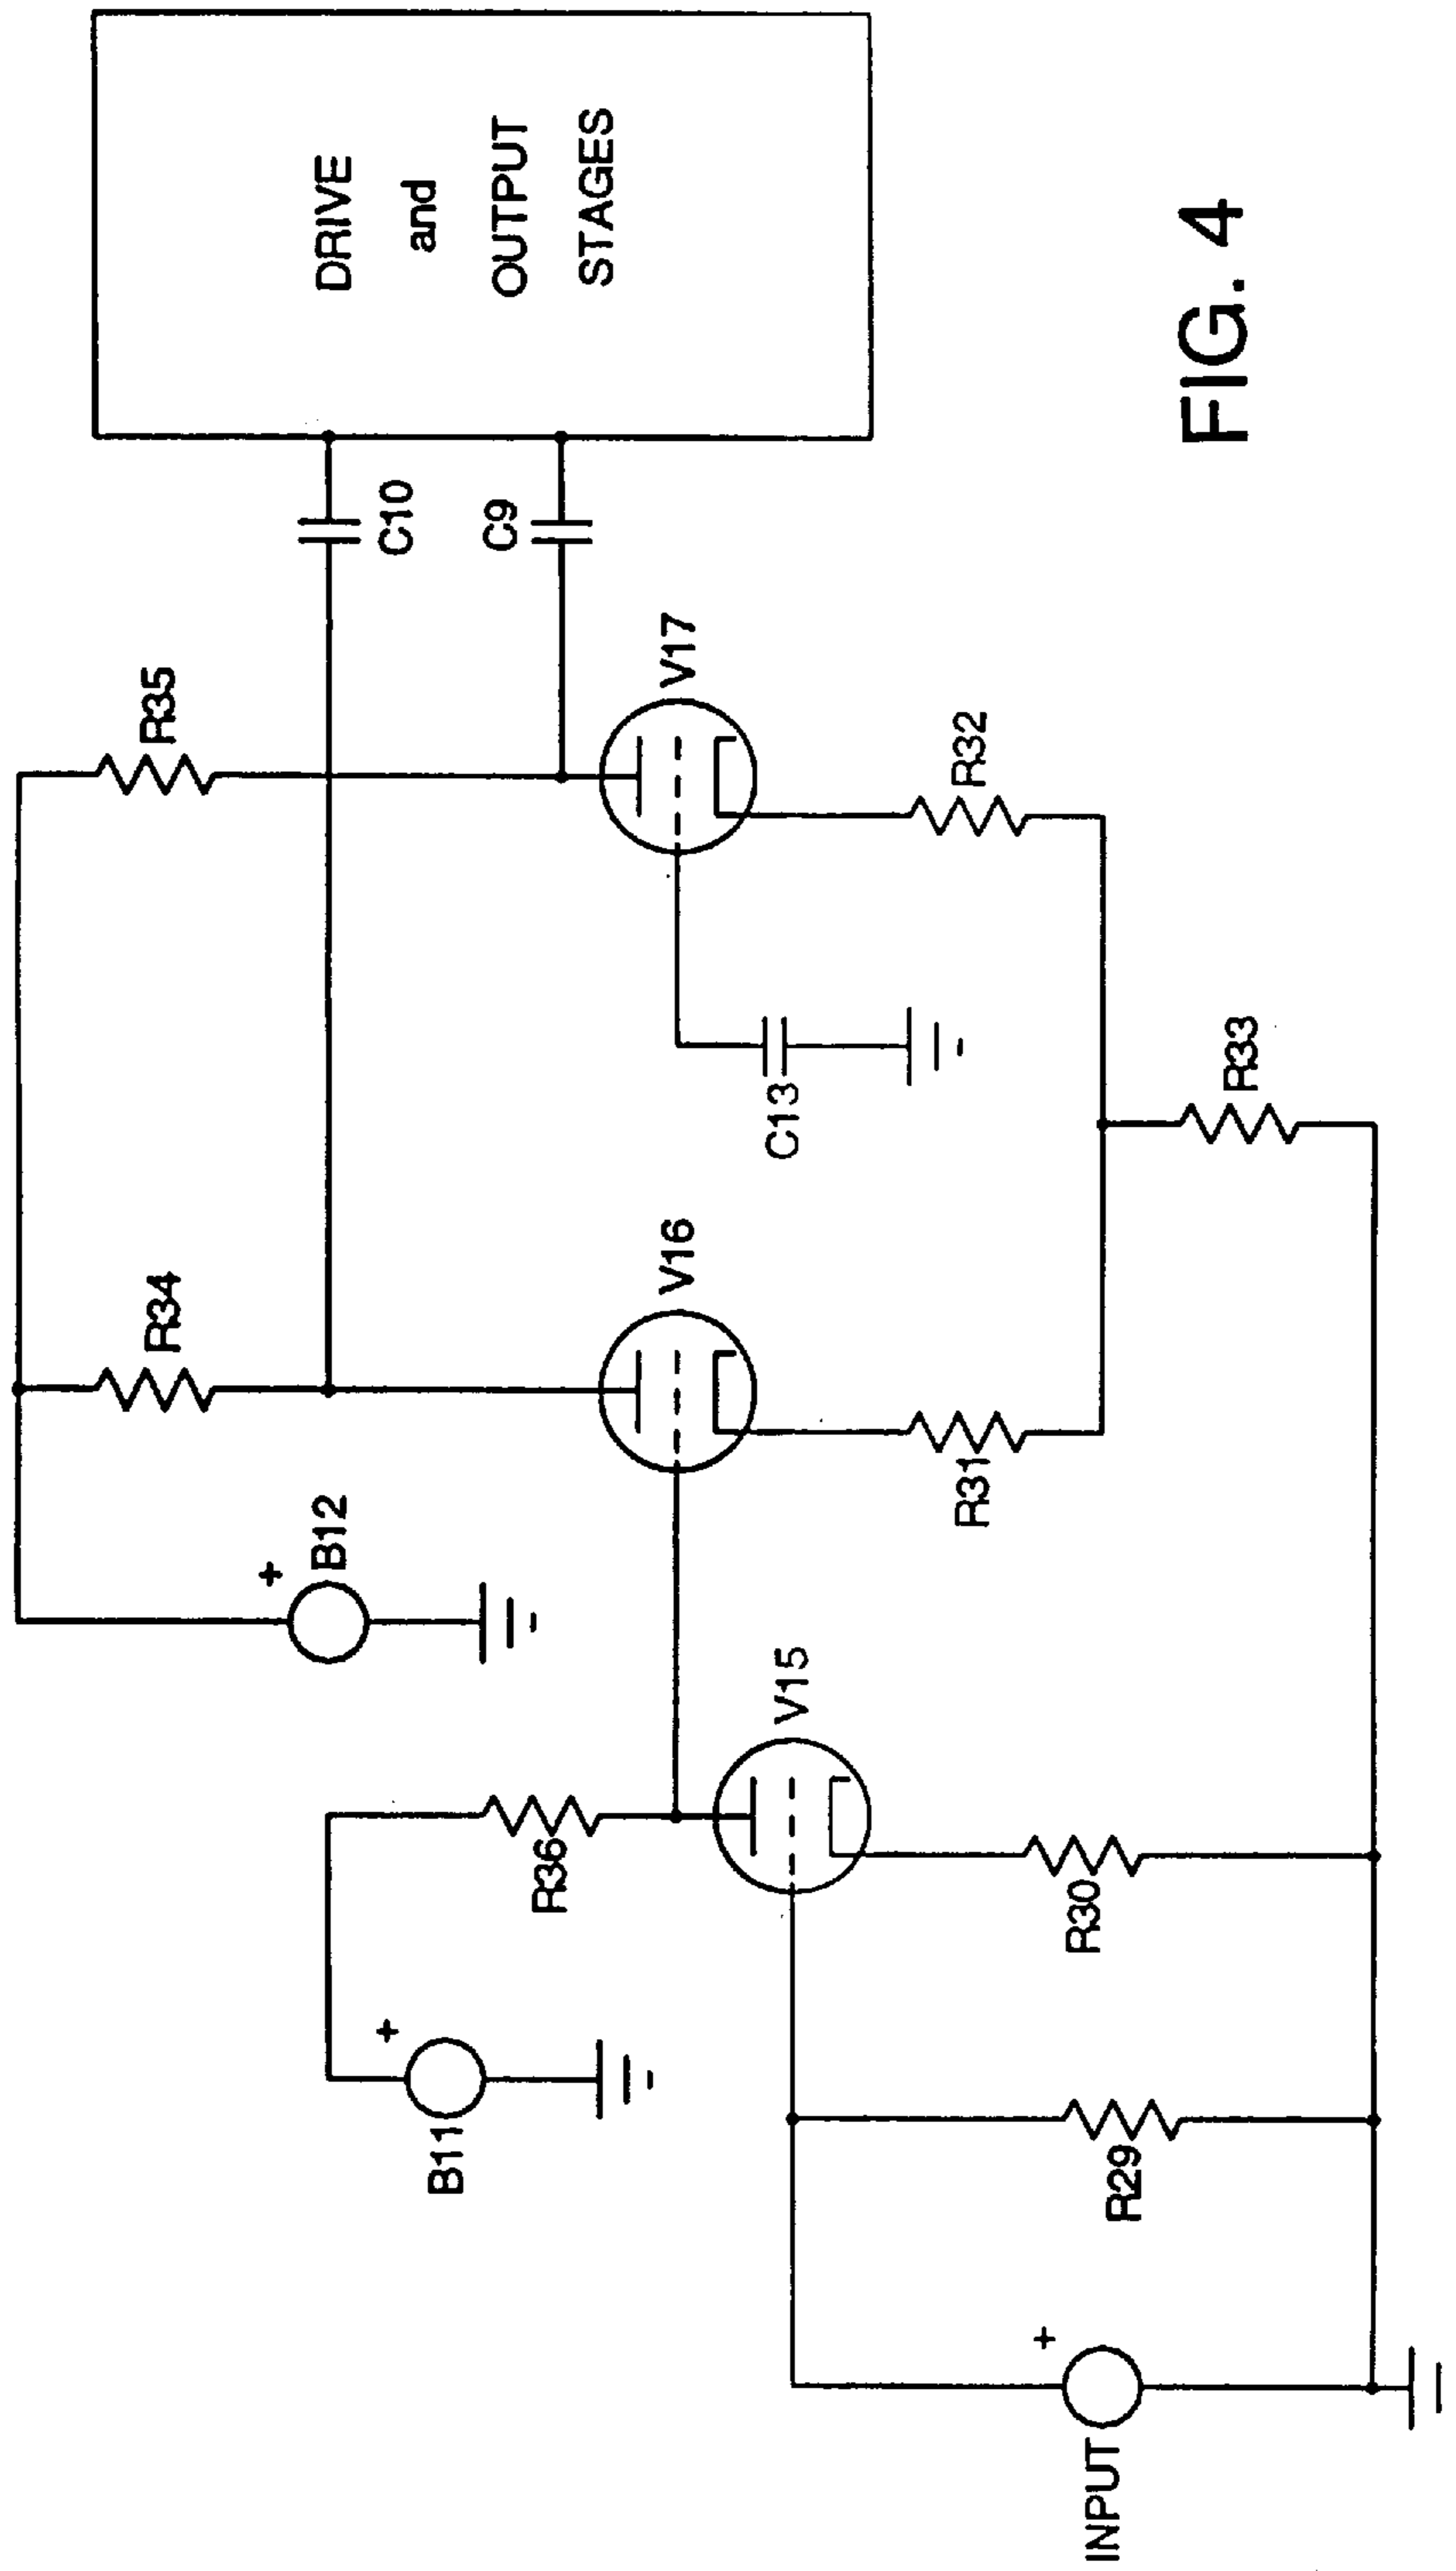 R34
R35
DRIVE
and
OUTPUT
STAGES
+
B12
C10
C9
+
B11
R36
V16
V17
V15
C13
R31
R32
+
INPUT
R29
R30
R33
FIG. 4